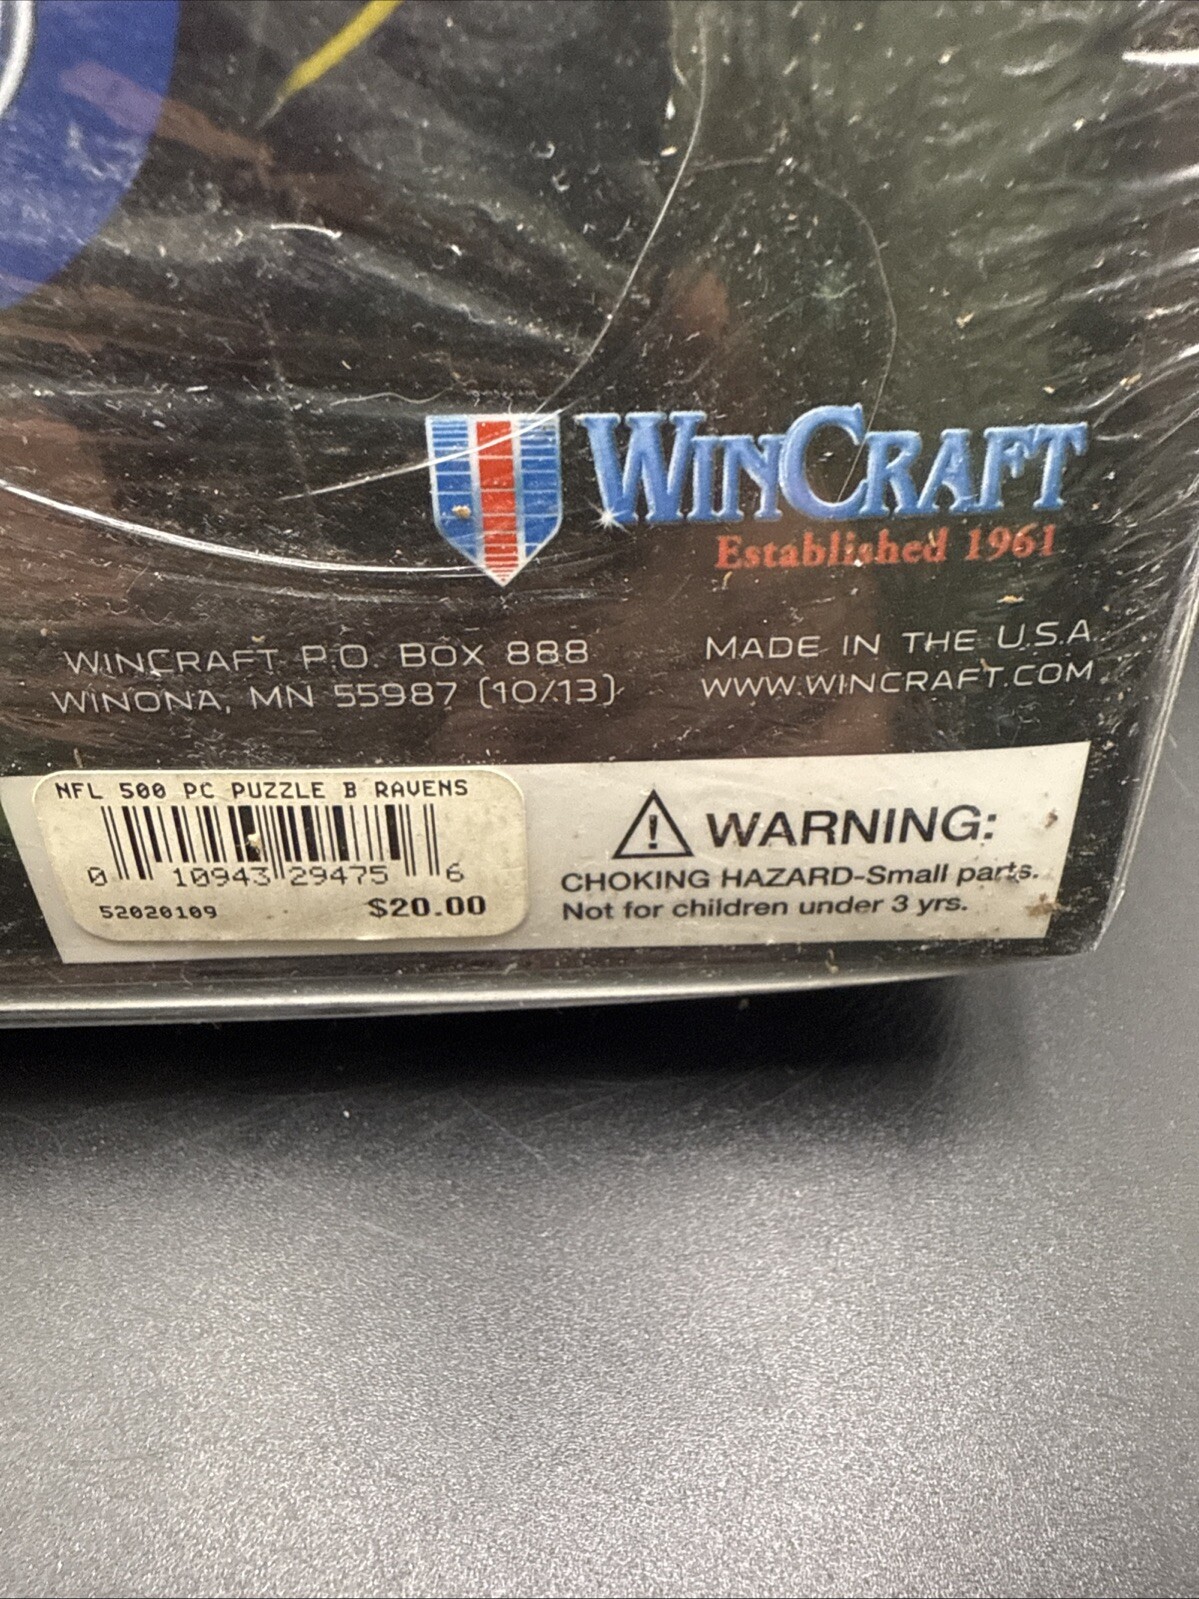 WINCRAFT
Established 1961
WINCRAFT P.O. BOX 888
WINONA, MN 55987 (10/13)
MADE IN THE U.S.A.
WWW.WINCRAFT.COM
NFL 500 PC PUZZLE B RAVENS
0 10943 29475 6
52020109 $20.00
WARNING:
CHOKING HAZARD-Small parts.
Not for children under 3 yrs.